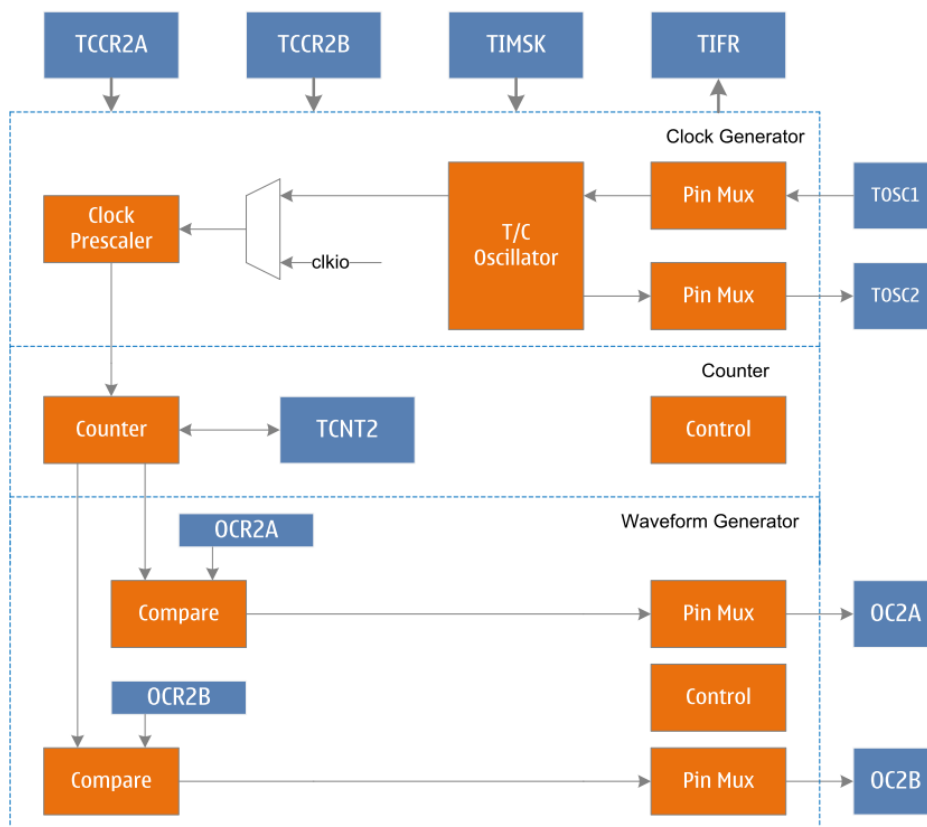 TCCR2A
TCCR2B
TIMSK
TIFR
Clock Generator
Pin Mux
TOSC1
Clock
Prescaler
T/C
Oscillator
clkio
Pin Mux
TOSC2
Counter
Counter
TCNT2
Control
Waveform Generator
OCR2A
Compare
Pin Mux
OC2A
OCR2B
Control
Compare
Pin Mux
OC2B